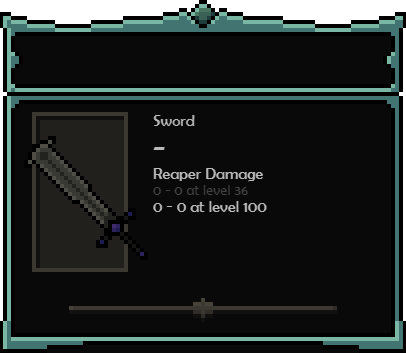 Sword
-
Reaper Damage
0 - 0 at level 36
0 - 0 at level 100